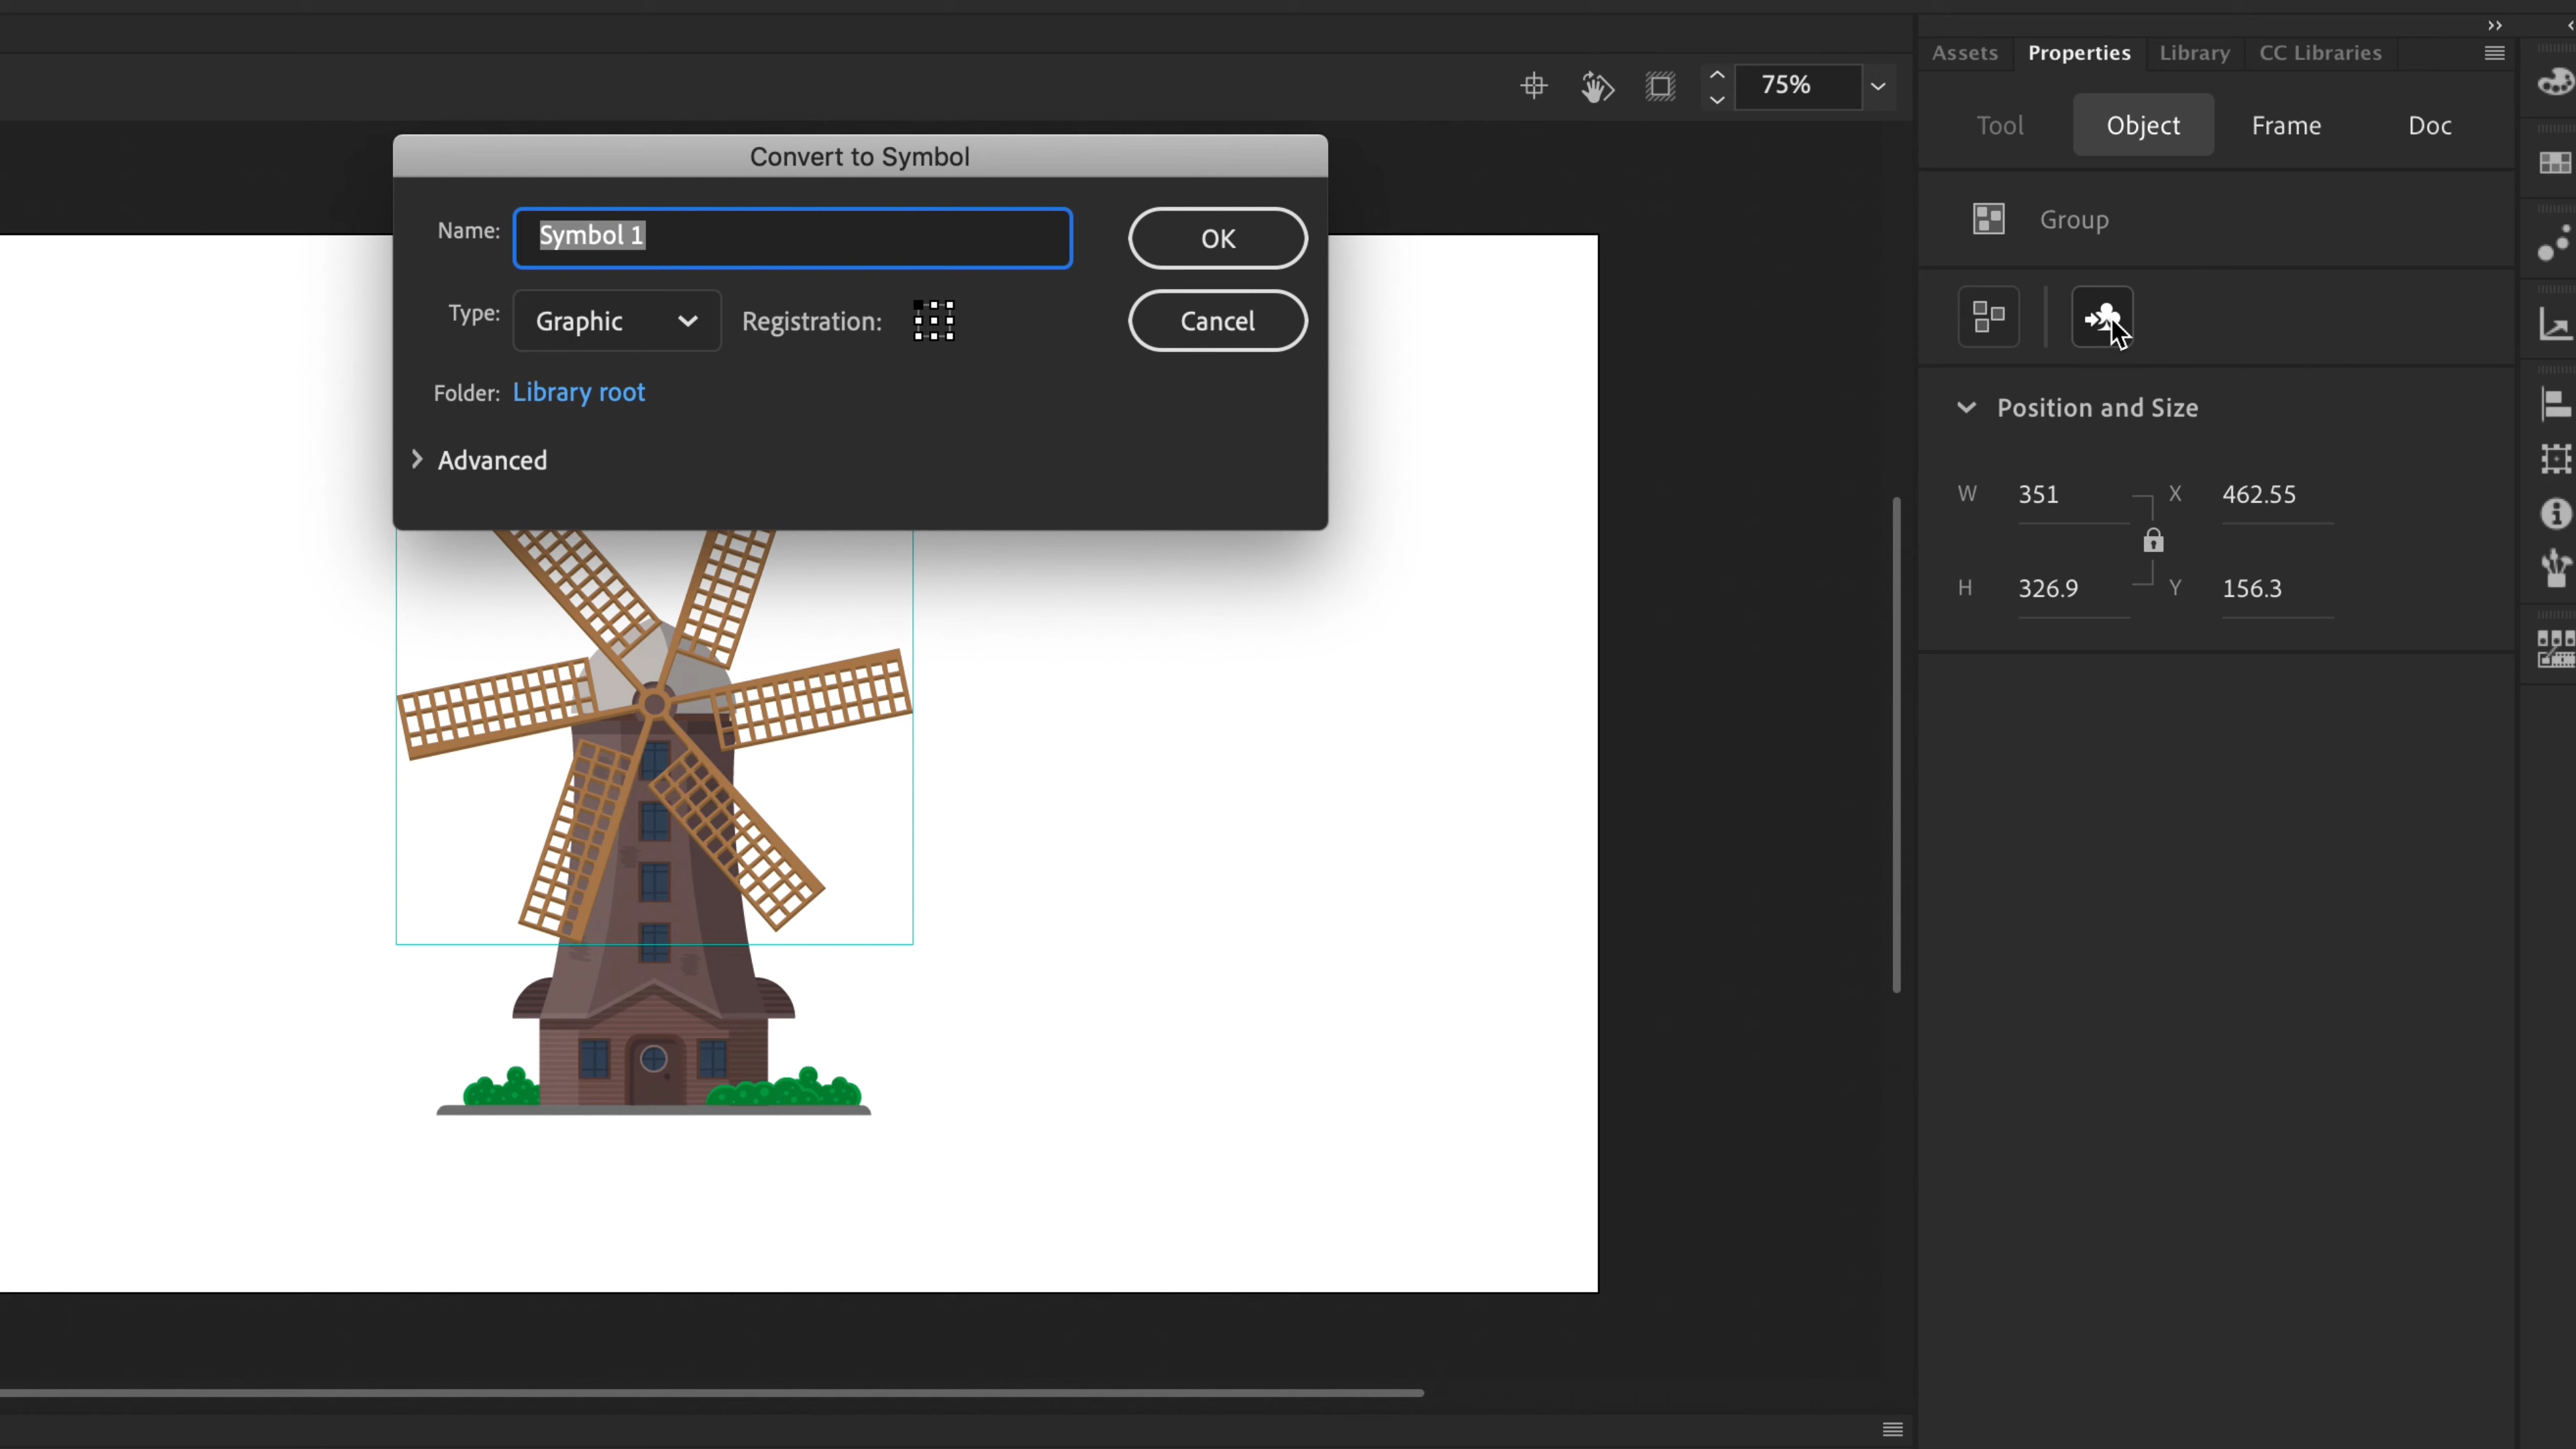 Assets Properties Library CC Libraries
75%
Tool Object Frame Doc
Convert to Symbol
Name: Symbol 1 OK
Type: Graphic Registration: Cancel
Folder: Library root
Advanced
Group
Position and Size
W 351 X 462.55
H 326.9 Y 156.3